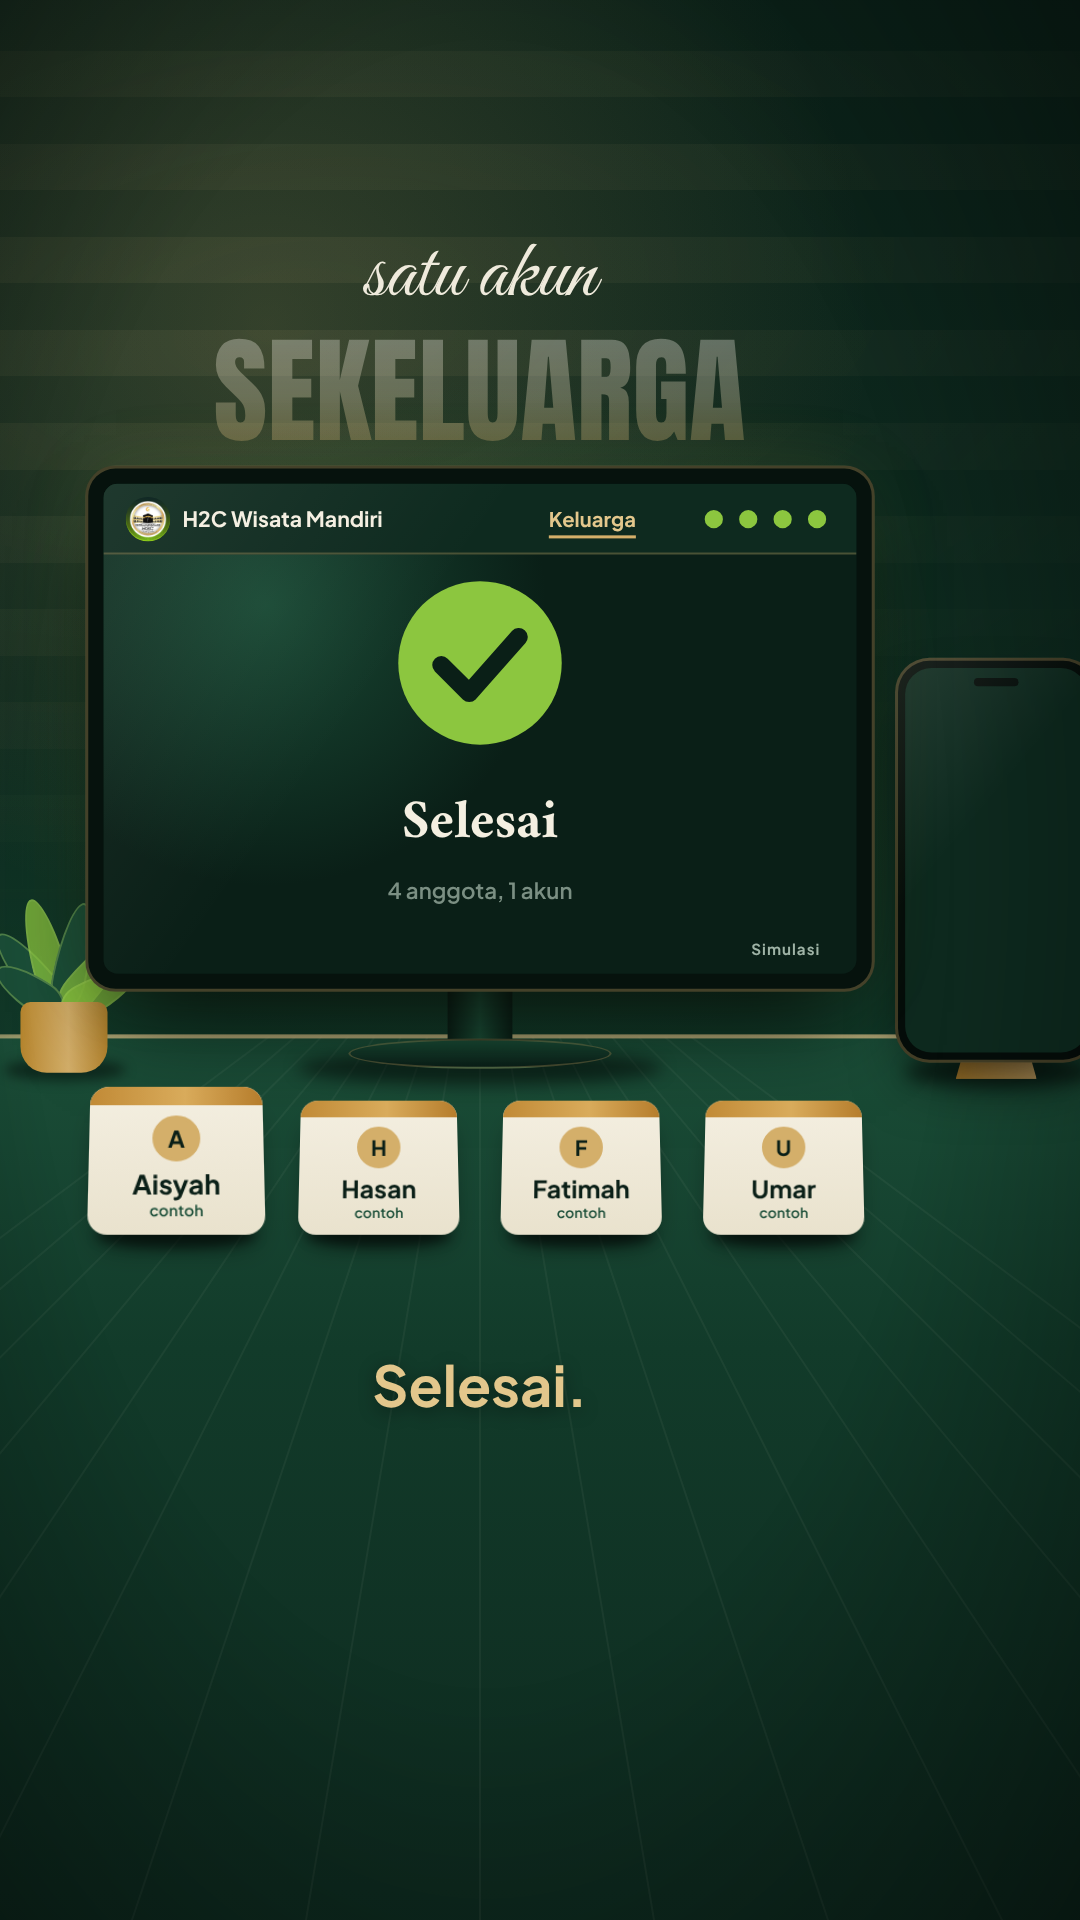 satu akun
SEKELUARGA
H2C Wisata Mandiri
Keluarga
Selesai
4 anggota, 1 akun
Simulasi
A
Aisyah
contoh
H
Hasan
contoh
F
Fatimah
contoh
U
Umar
contoh
Selesai.